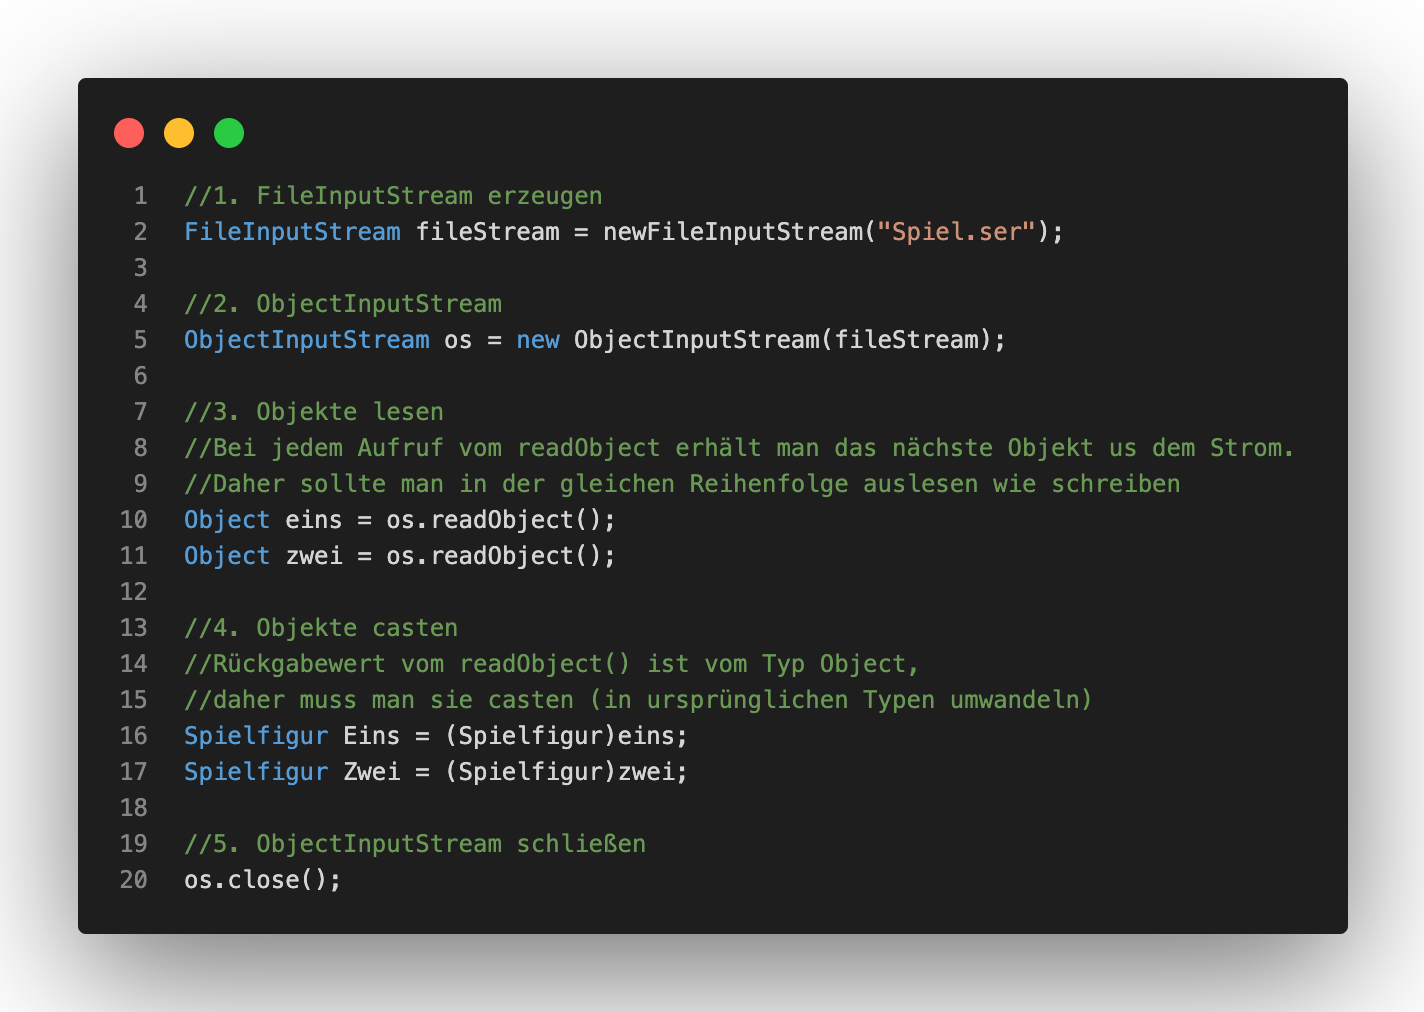 1 //1. FileInputStream erzeugen
2 FileInputStream fileStream = newFileInputStream("Spiel.ser");
3
4 //2. ObjectInputStream
5 ObjectInputStream os = new ObjectInputStream(fileStream);
6
7 //3. Objekte lesen
8 //Bei jedem Aufruf vom readObject erhält man das nächste Objekt us dem Strom.
9 //Daher sollte man in der gleichen Reihenfolge auslesen wie schreiben
10 Object eins = os.readObject();
11 Object zwei = os.readObject();
12
13 //4. Objekte casten
14 //Rückgabewert vom readObject() ist vom Typ Object,
15 //daher muss man sie casten (in ursprünglichen Typen umwandeln)
16 Spielfigur Eins = (Spielfigur)eins;
17 Spielfigur Zwei = (Spielfigur)zwei;
18
19 //5. ObjectInputStream schließen
20 os.close();